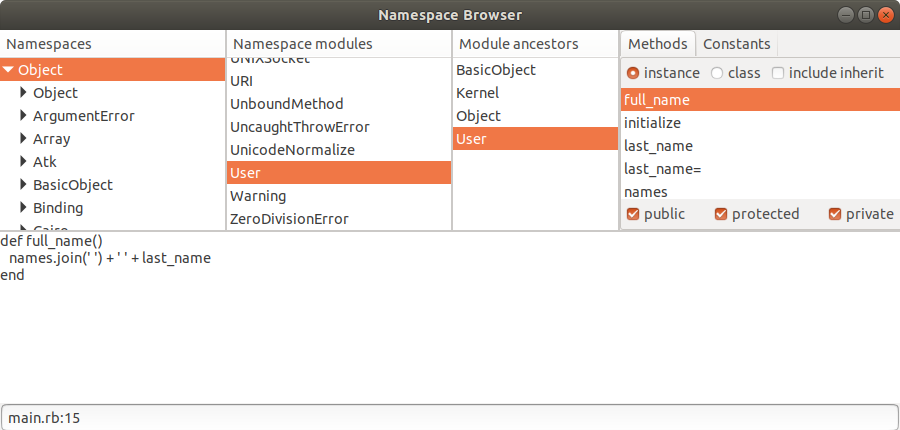 Namespace Browser
Namespaces
Object
Object
ArgumentError
Array
Atk
BasicObject
Binding
Cairo
Namespace modules
UNIXSocket
URI
UnboundMethod
UncaughtThrowError
UnicodeNormalize
User
Warning
ZeroDivisionError
Module ancestors
BasicObject
Kernel
Object
User
Methods Constants
instance class include inherit
full_name
initialize
last_name
last_name=
names
public protected private
def full_name()
names.join(' ') + ' ' + last_name
end
main.rb:15